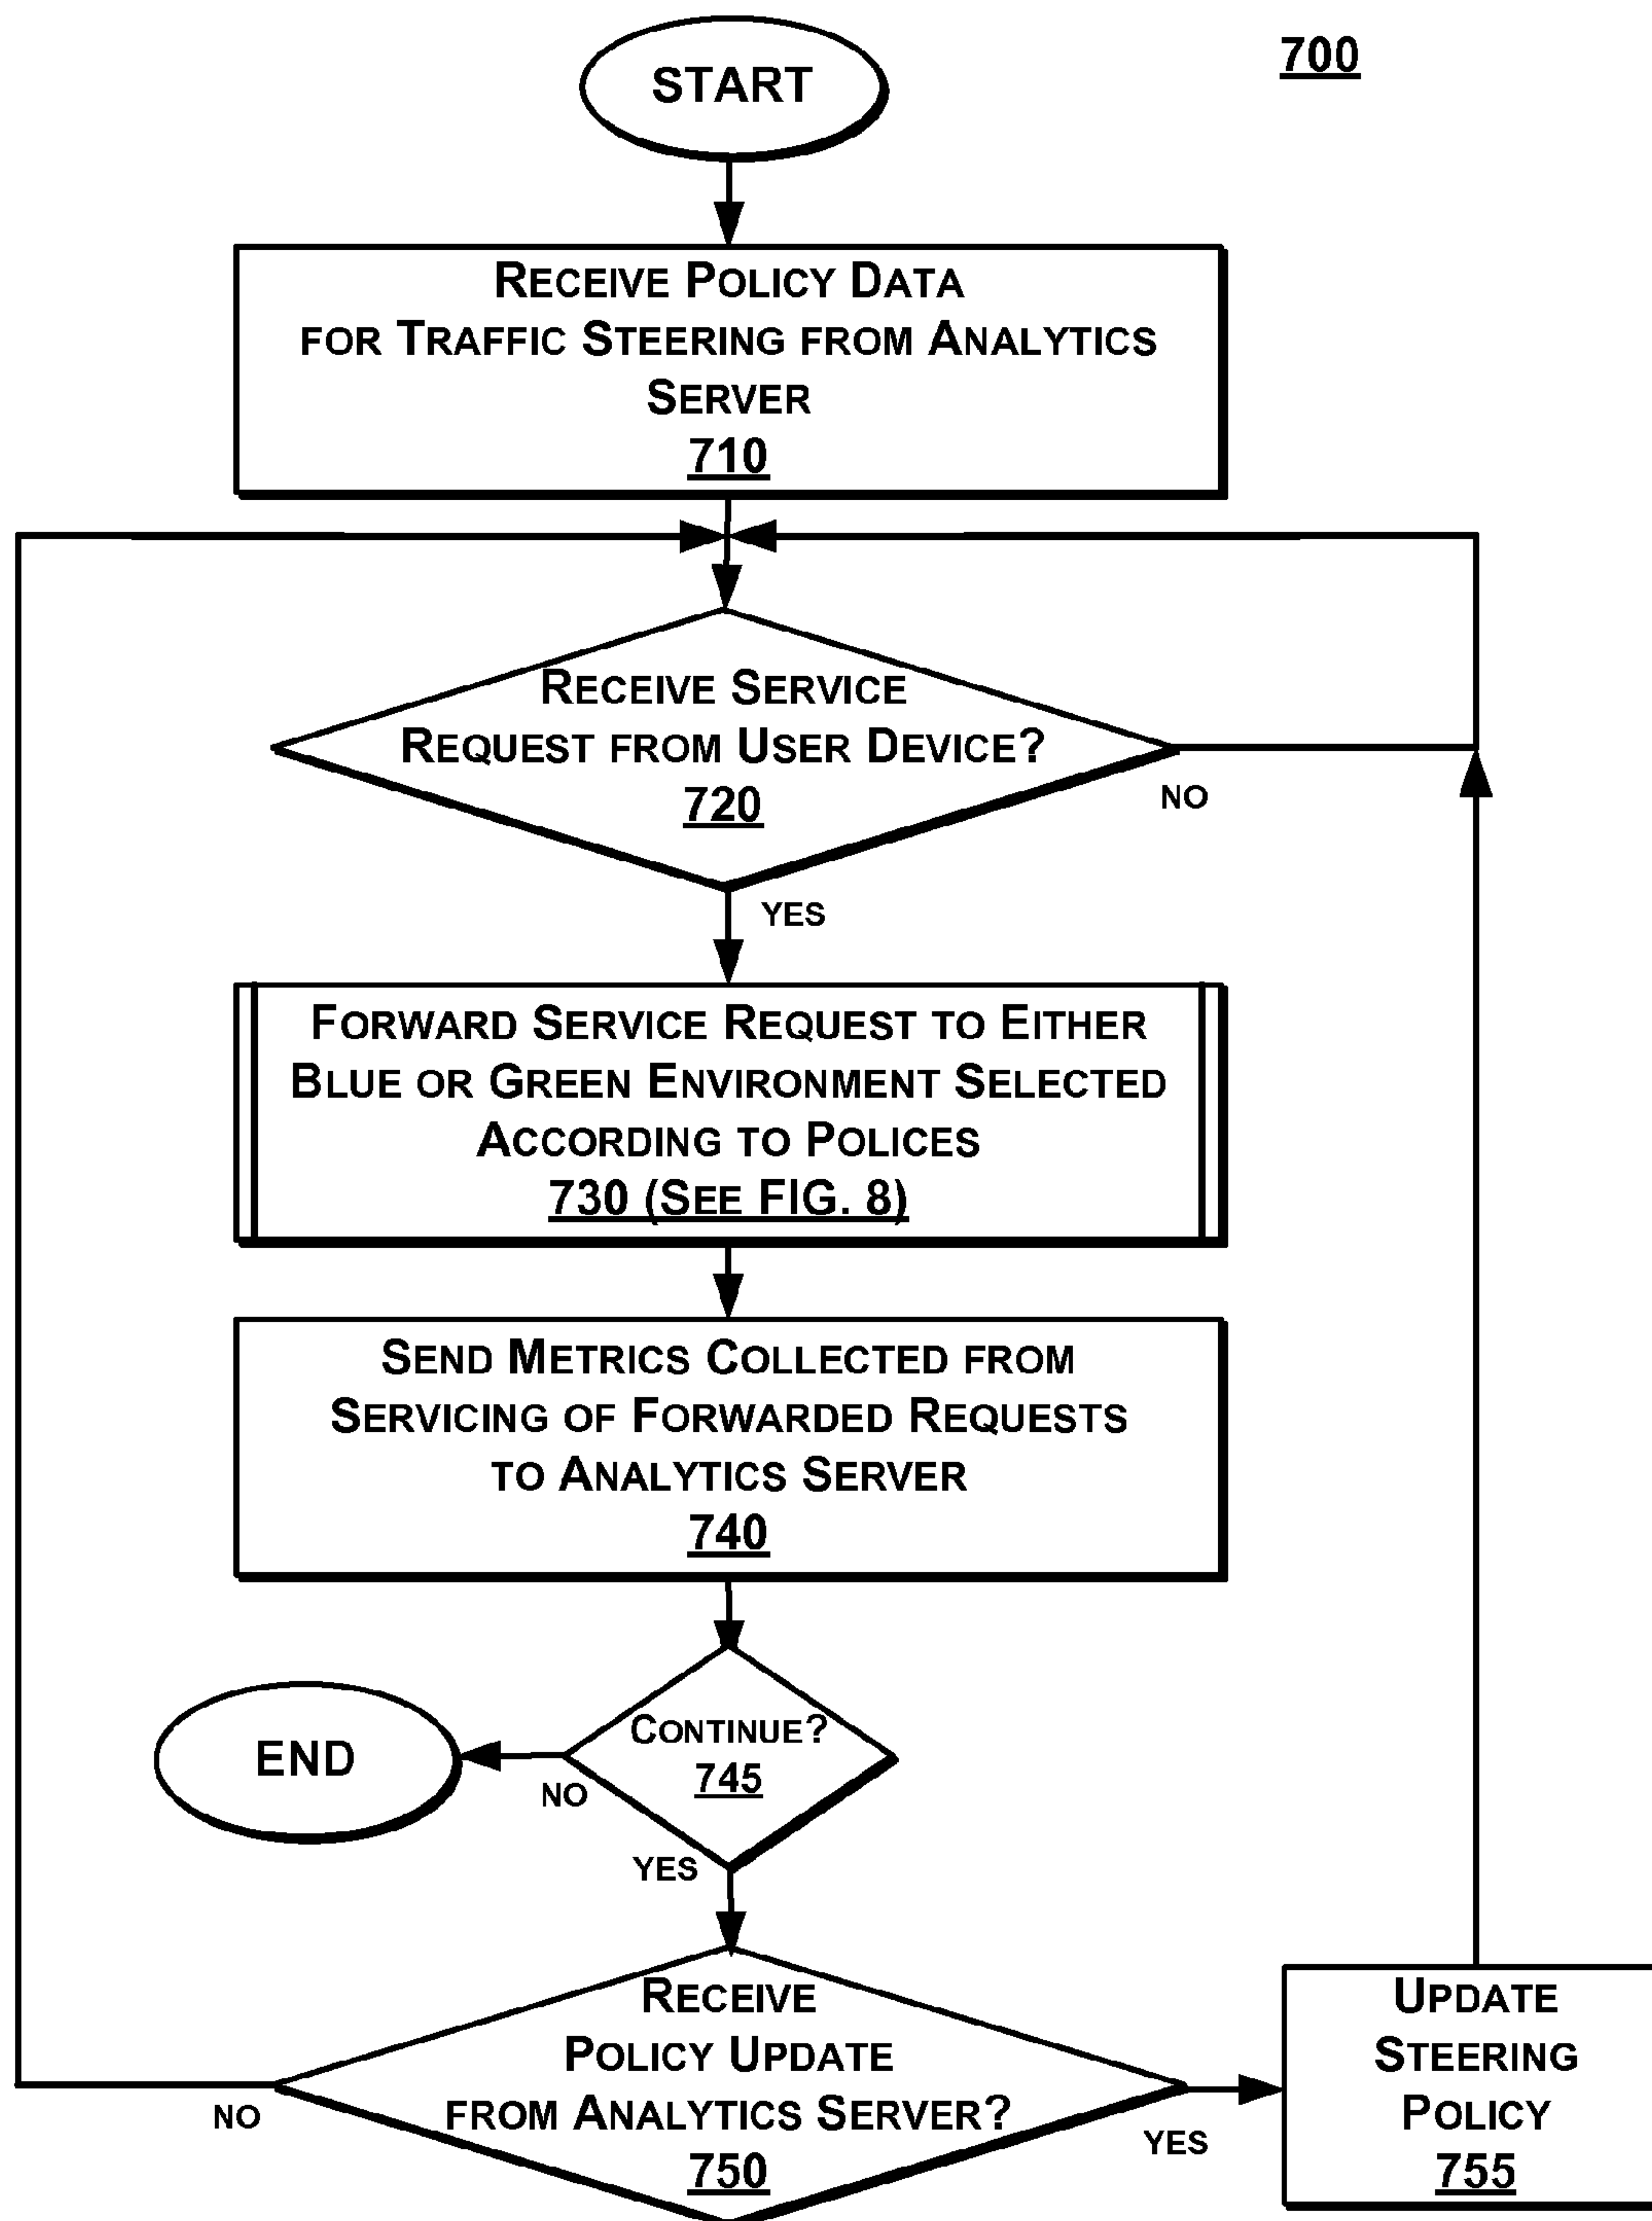 700
START
RECEIVE POLICY DATA
FOR TRAFFIC STEERING FROM ANALYTICS
SERVER
710
RECEIVE SERVICE
REQUEST FROM USER DEVICE?
720
NO
YES
FORWARD SERVICE REQUEST TO EITHER
BLUE OR GREEN ENVIRONMENT SELECTED
ACCORDING TO POLICES
730 (SEE FIG. 8)
SEND METRICS COLLECTED FROM
SERVICING OF FORWARDED REQUESTS
TO ANALYTICS SERVER
740
CONTINUE?
745
END
NO
YES
RECEIVE
POLICY UPDATE
FROM ANALYTICS SERVER?
750
NO
YES
UPDATE
STEERING
POLICY
755